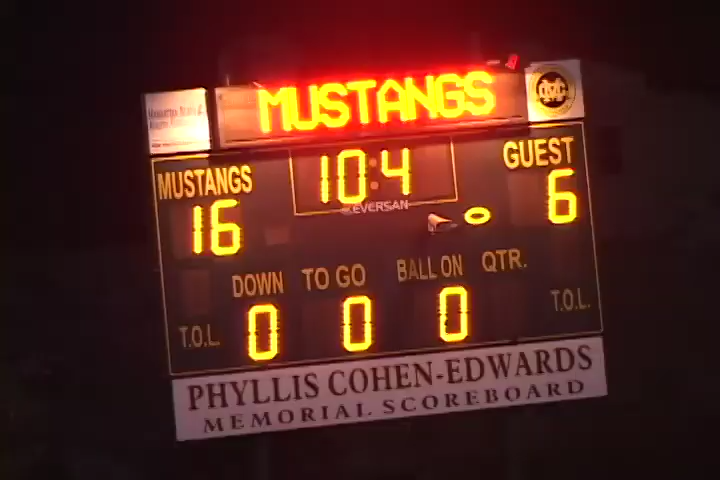 MUSTANGS
MC
MUSTANGS 10:4 GUEST
16 EVERSAN 6
DOWN TO GO BALL ON QTR.
T.O.L. 0 0 0 T.O.L.
PHYLLIS COHEN-EDWARDS
MEMORIAL SCOREBOARD